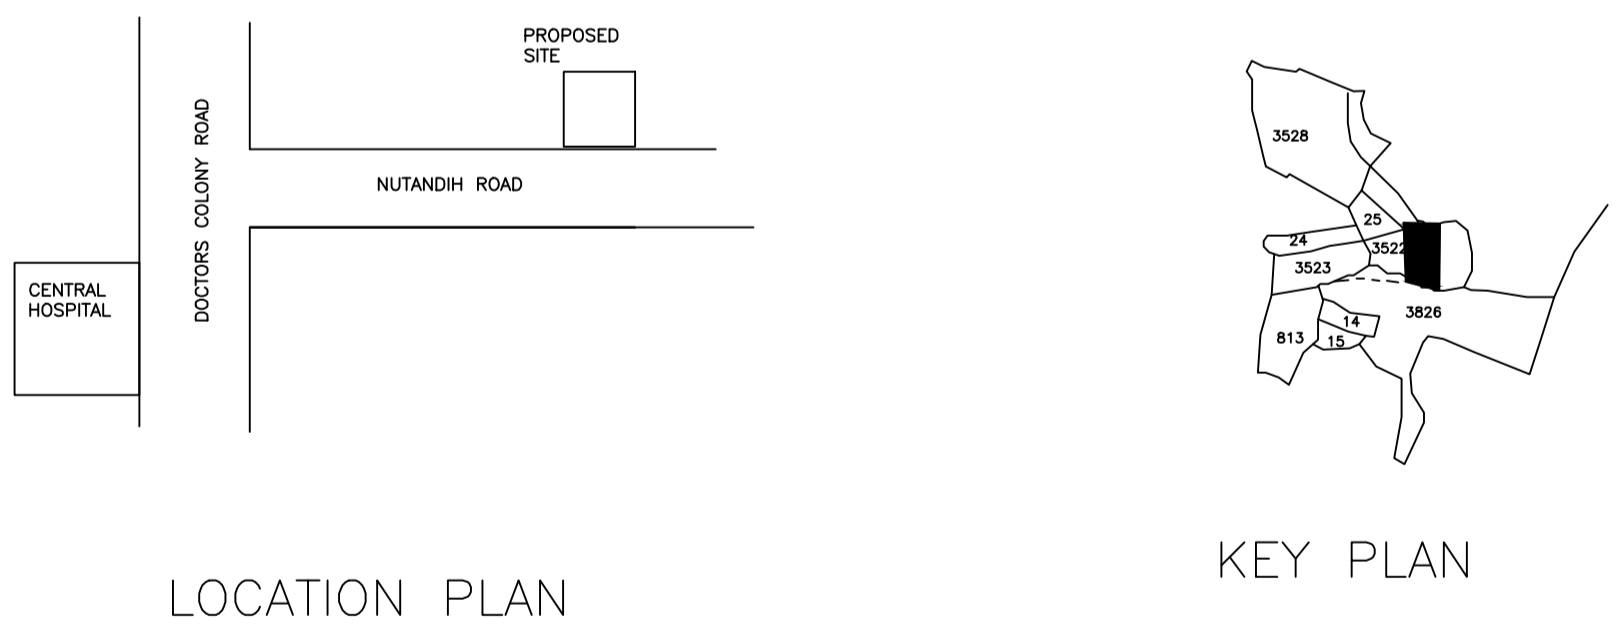 PROPOSED
SITE
DOCTORS COLONY ROAD
NUTANDIH ROAD
CENTRAL
HOSPITAL
LOCATION PLAN
3528
25
24
3522
3523
3826
14
813
15
KEY PLAN